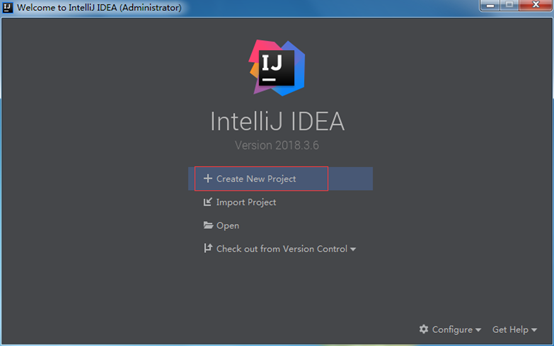 Welcome to IntelliJ IDEA (Administrator)
IJ
IntelliJ IDEA
Version 2018.3.6
Create New Project
Import Project
Open
Check out from Version Control
Configure Get Help